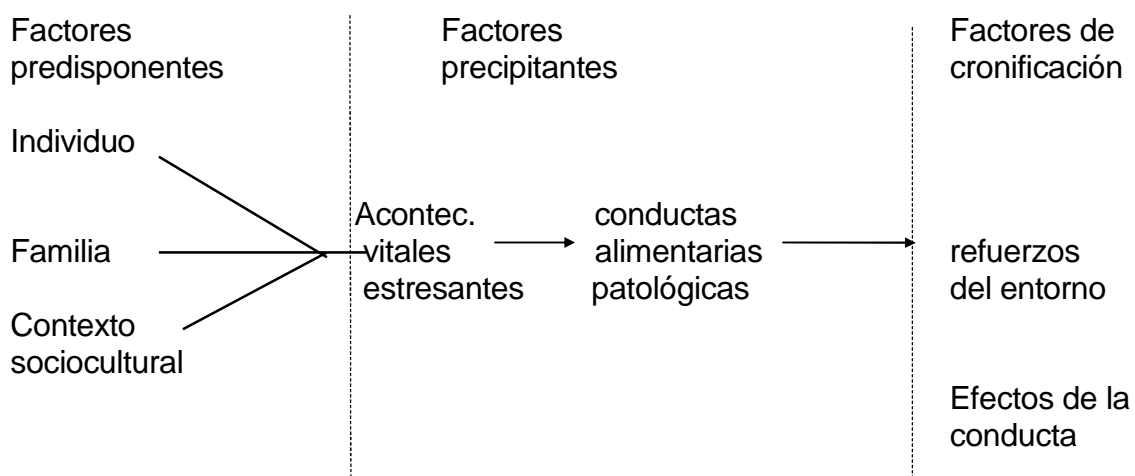 Factores
predisponentes
Factores
precipitantes
Factores de
cronificación
Individuo
Familia
Contexto
sociocultural
Acontec.
vitales
estresantes
conductas
alimentarias
patológicas
refuerzos
del entorno
Efectos de la
conducta